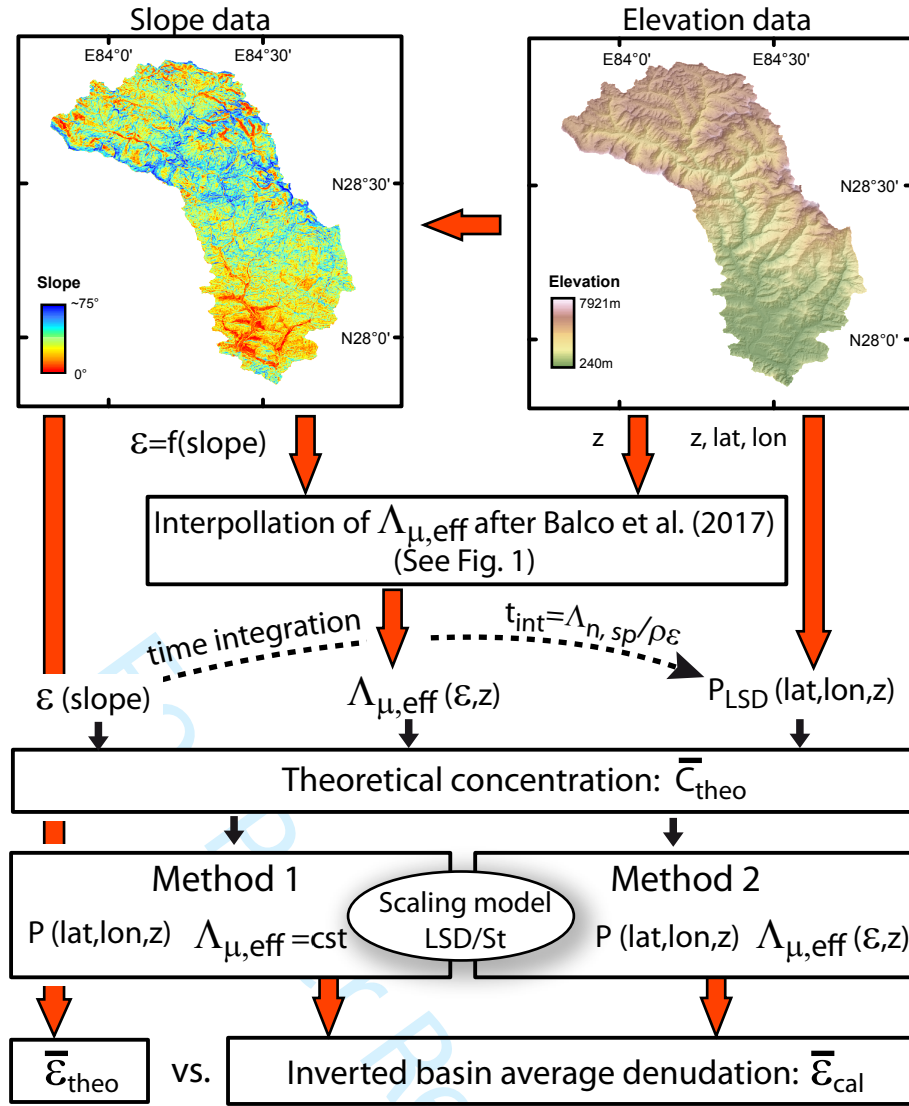 Slope data
Elevation data
E84°0'
E84°30'
N28°30'
N28°0'
Slope
~75°
0°
E84°0'
E84°30'
N28°30'
N28°0'
Elevation
7921m
240m
ε=f(slope)
z
z, lat, lon
Interpollation of Λμ,eff after Balco et al. (2017)
(See Fig. 1)
time integration
t_int=Λn, sp/ρε
ε (slope)
Λμ,eff (ε,z)
P_LSD (lat,lon,z)
Theoretical concentration: C̅theo
Method 1
P (lat,lon,z) Λμ,eff =cst
Scaling model
LSD/St
Method 2
P (lat,lon,z) Λμ,eff (ε,z)
ε̅theo
vs.
Inverted basin average denudation: ε̅cal